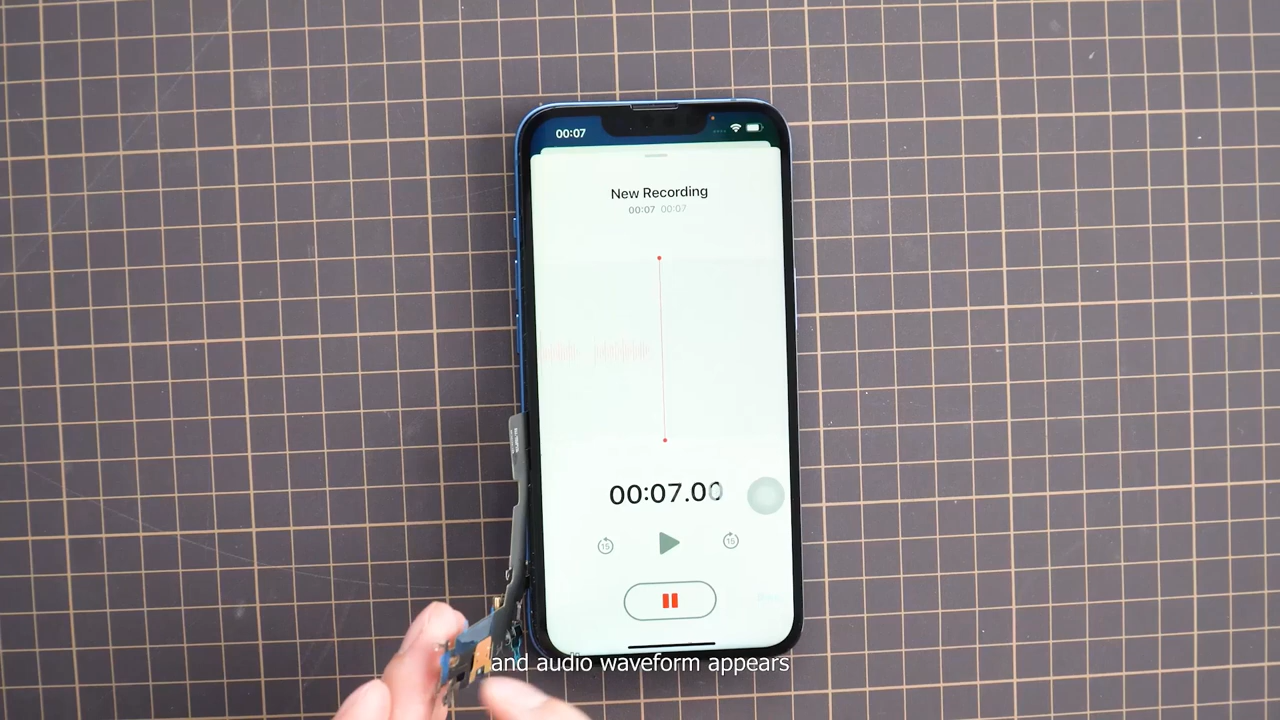 00:07
New Recording
00:07 00:07
00:07.00
15
15
and audio waveform appears